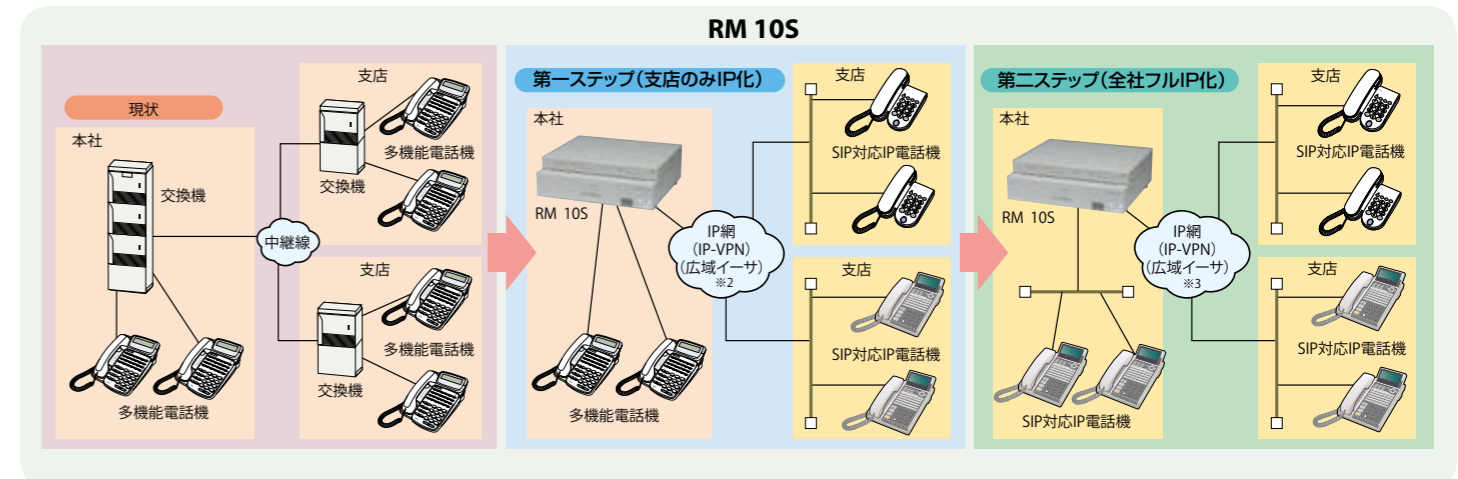 RM 10S
現状
本社
交換機
多機能電話機
中継線
支店
交換機
多機能電話機
支店
交換機
多機能電話機
第一ステップ(支店のみIP化)
本社
RM 10S
多機能電話機
IP網
(IP-VPN)
(広域イーサ)
※2
支店
SIP対応IP電話機
支店
SIP対応IP電話機
第二ステップ(全社フルIP化)
本社
RM 10S
SIP対応IP電話機
IP網
(IP-VPN)
(広域イーサ)
※3
支店
SIP対応IP電話機
支店
SIP対応IP電話機